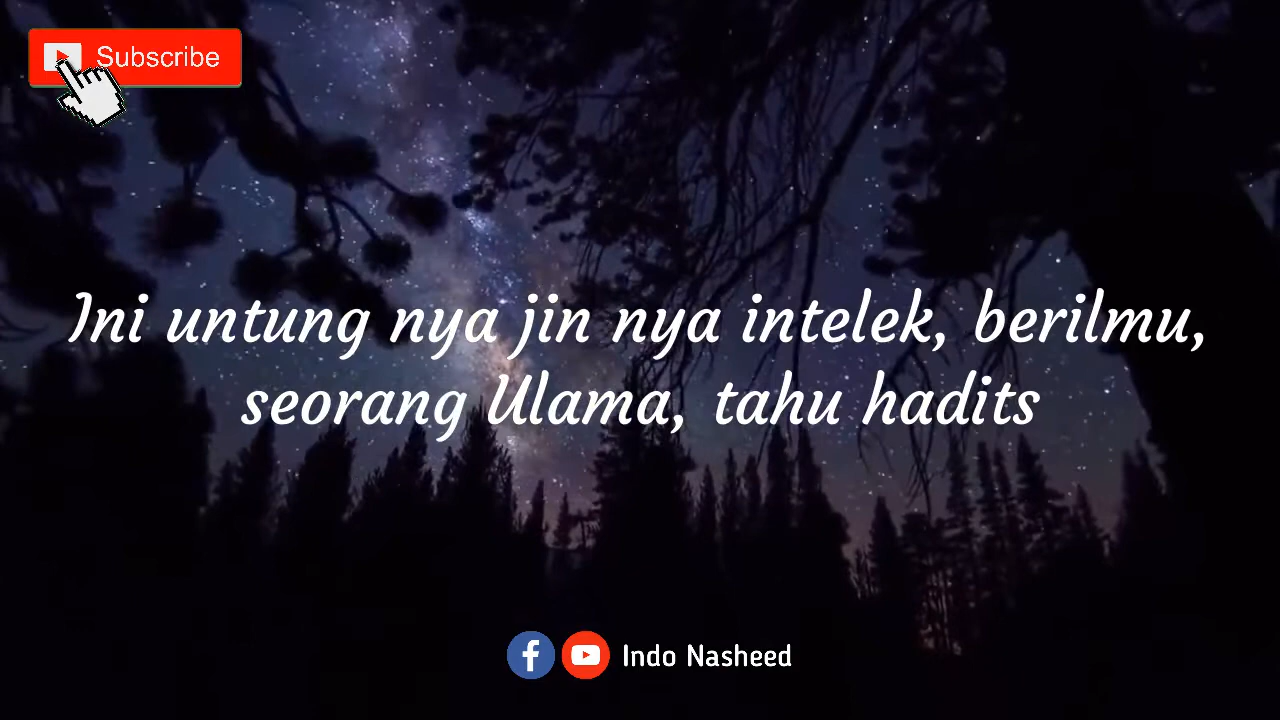 Subscribe
Ini untung nya jin nya intelek, berilmu,
seorang Ulama, tahu hadits
Indo Nasheed